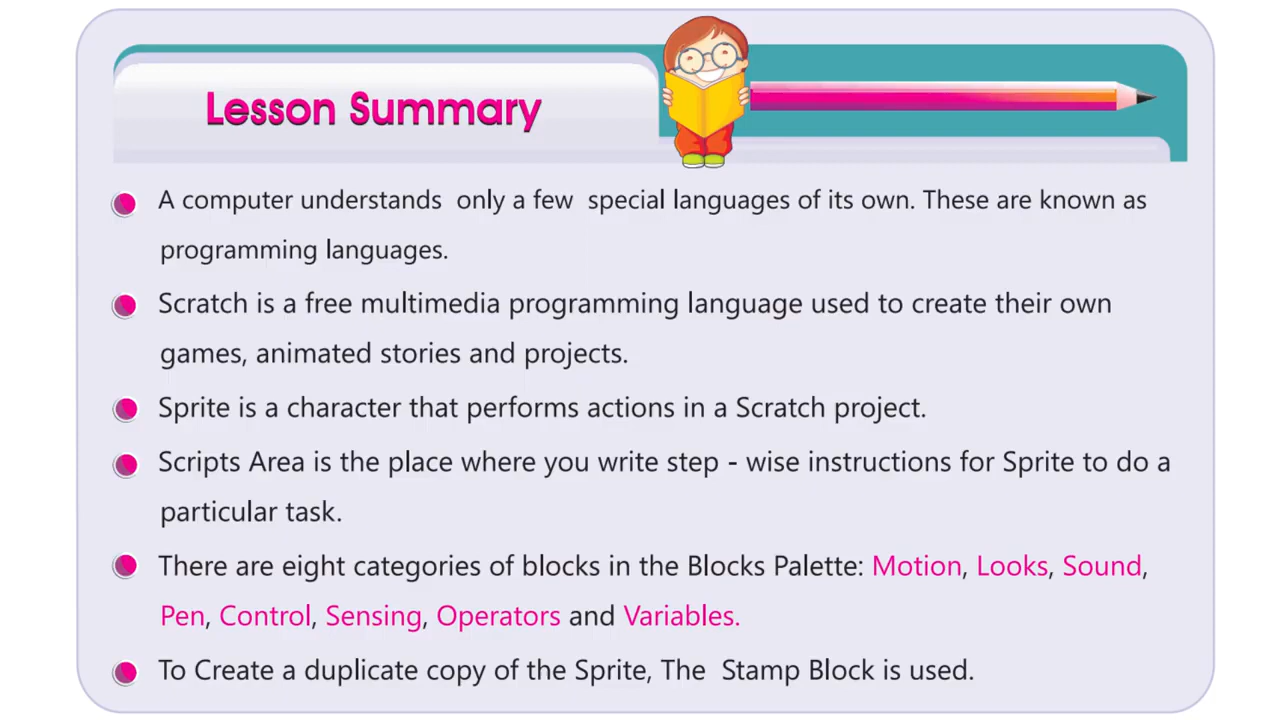 Lesson Summary
A computer understands only a few special languages of its own. These are known as
programming languages.
Scratch is a free multimedia programming language used to create their own
games, animated stories and projects.
Sprite is a character that performs actions in a Scratch project.
Scripts Area is the place where you write step - wise instructions for Sprite to do a
particular task.
There are eight categories of blocks in the Blocks Palette: Motion, Looks, Sound,
Pen, Control, Sensing, Operators and Variables.
To Create a duplicate copy of the Sprite, The Stamp Block is used.